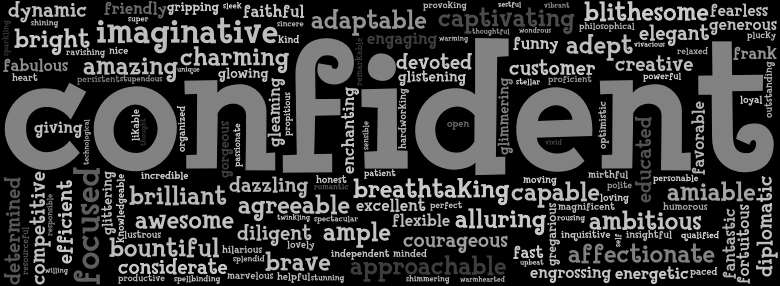 dynamic
friendly
gripping
sleek
super
faithful
sincere
adaptable
provoking
captivating
zestful
vibrant
thoughtful
wondrous
blithesome
philosophical
fearless
generous
plucky
bright
imaginative
kind
engaging
warming
funny
adept
vivacious
elegant
relaxed
frank
ravishing
nice
charming
remarkable
devoted
fabulous
amazing
unique
glowing
glistening
customer
creative
powerful
heart
persistent
stupendous
stellar
proficient
outstanding
sparkling
shining
confident
giving
technological
likable
thought
organized
gorgeous
passionate
gleaming
propitious
enchanting
sensible
hardworking
open
glimmering
vivid
optimistic
educated
favorable
loyal
patient
determined
resourceful
competitive
responsible
efficient
willing
focused
glittering
knowledgeable
incredible
brilliant
dazzling
honest
romantic
breathtaking
moving
capable
mirthful
polite
loving
personable
amiable
humorous
diplomatic
awesome
agreeable
twinkling
spectacular
excellent
perfect
alluring
gregarious
magnificent
rousing
ambitious
illustrous
diligent
ample
flexible
inquisitive
insightful
qualified
fantastic
fortuitous
bountiful
hilarious
lovely
courageous
fast
upbeat
affectionate
considerate
splendid
brave
independent
minded
approachable
engrossing
energetic
paced
productive
spellbinding
marvelous
helpful
stunning
shimmering
warmhearted